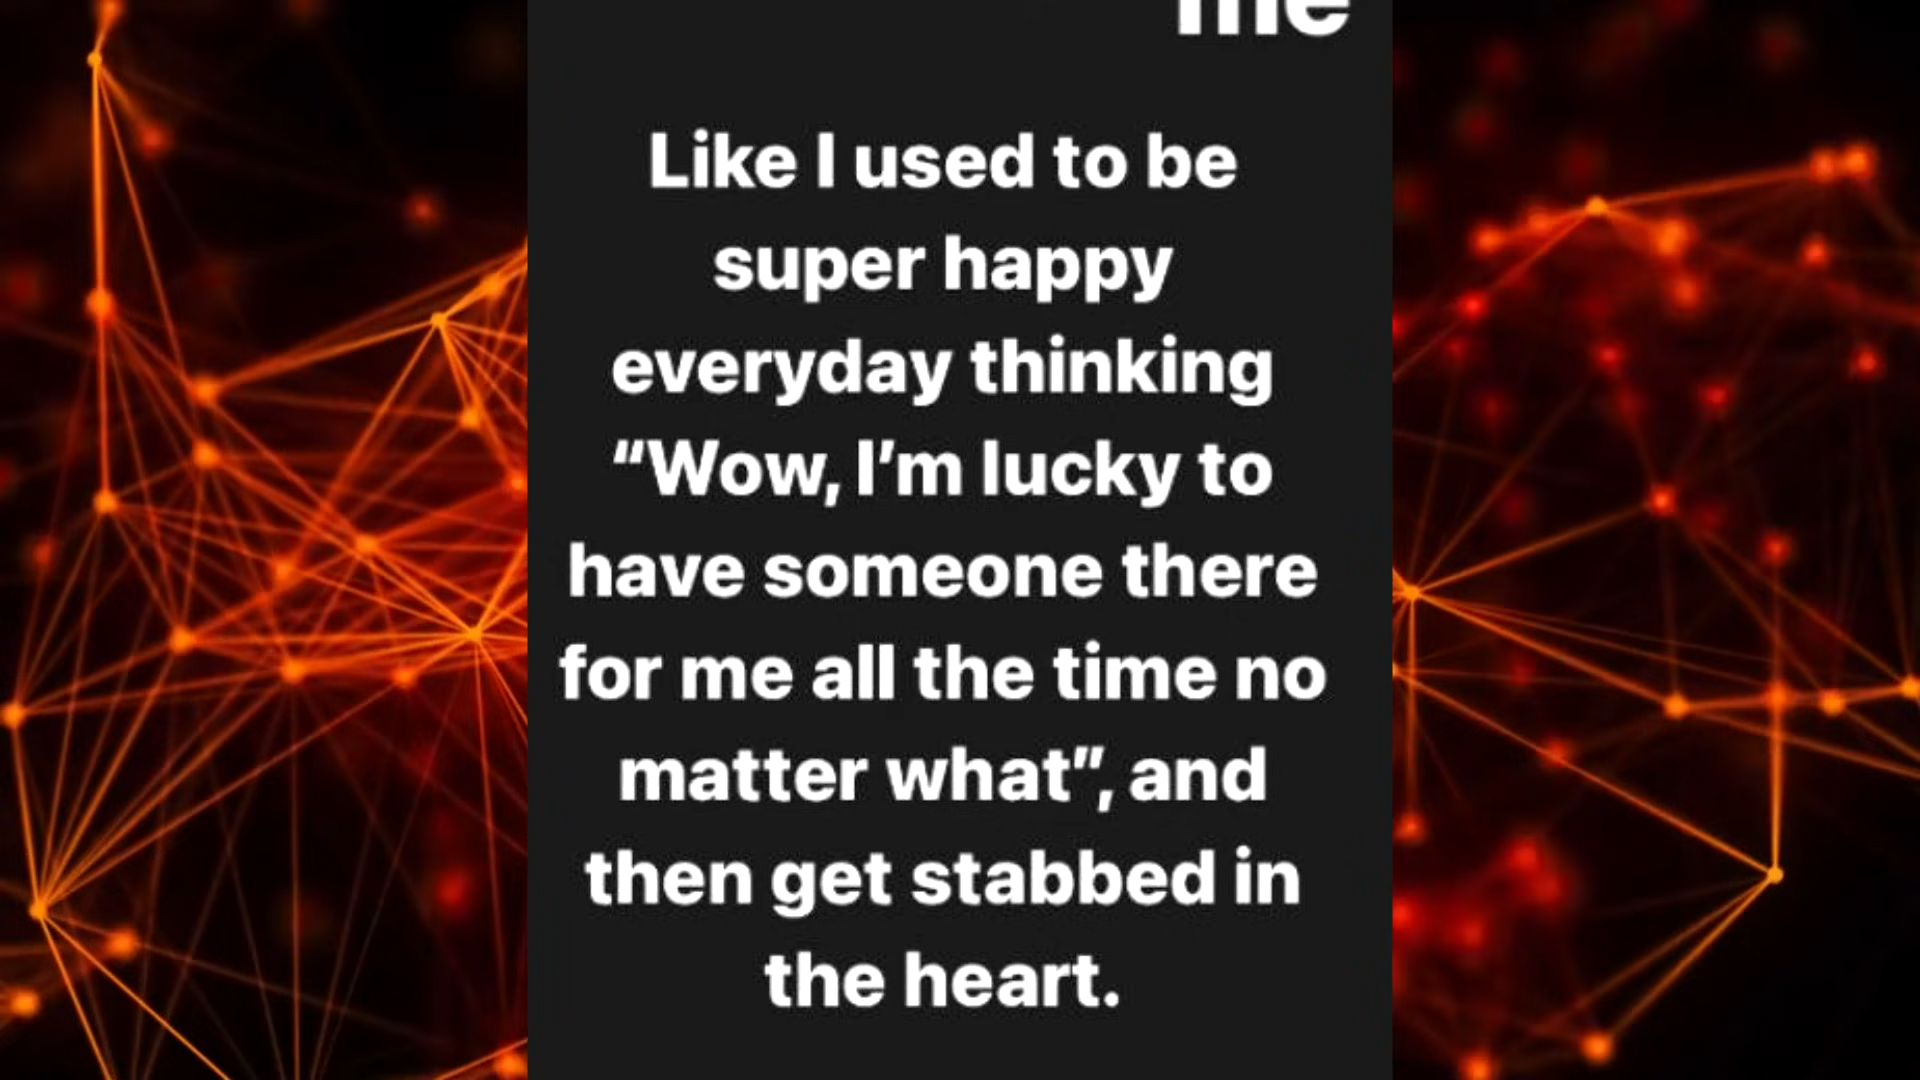 me
Like I used to be
super happy
everyday thinking
“Wow, I’m lucky to
have someone there
for me all the time no
matter what”, and
then get stabbed in
the heart.